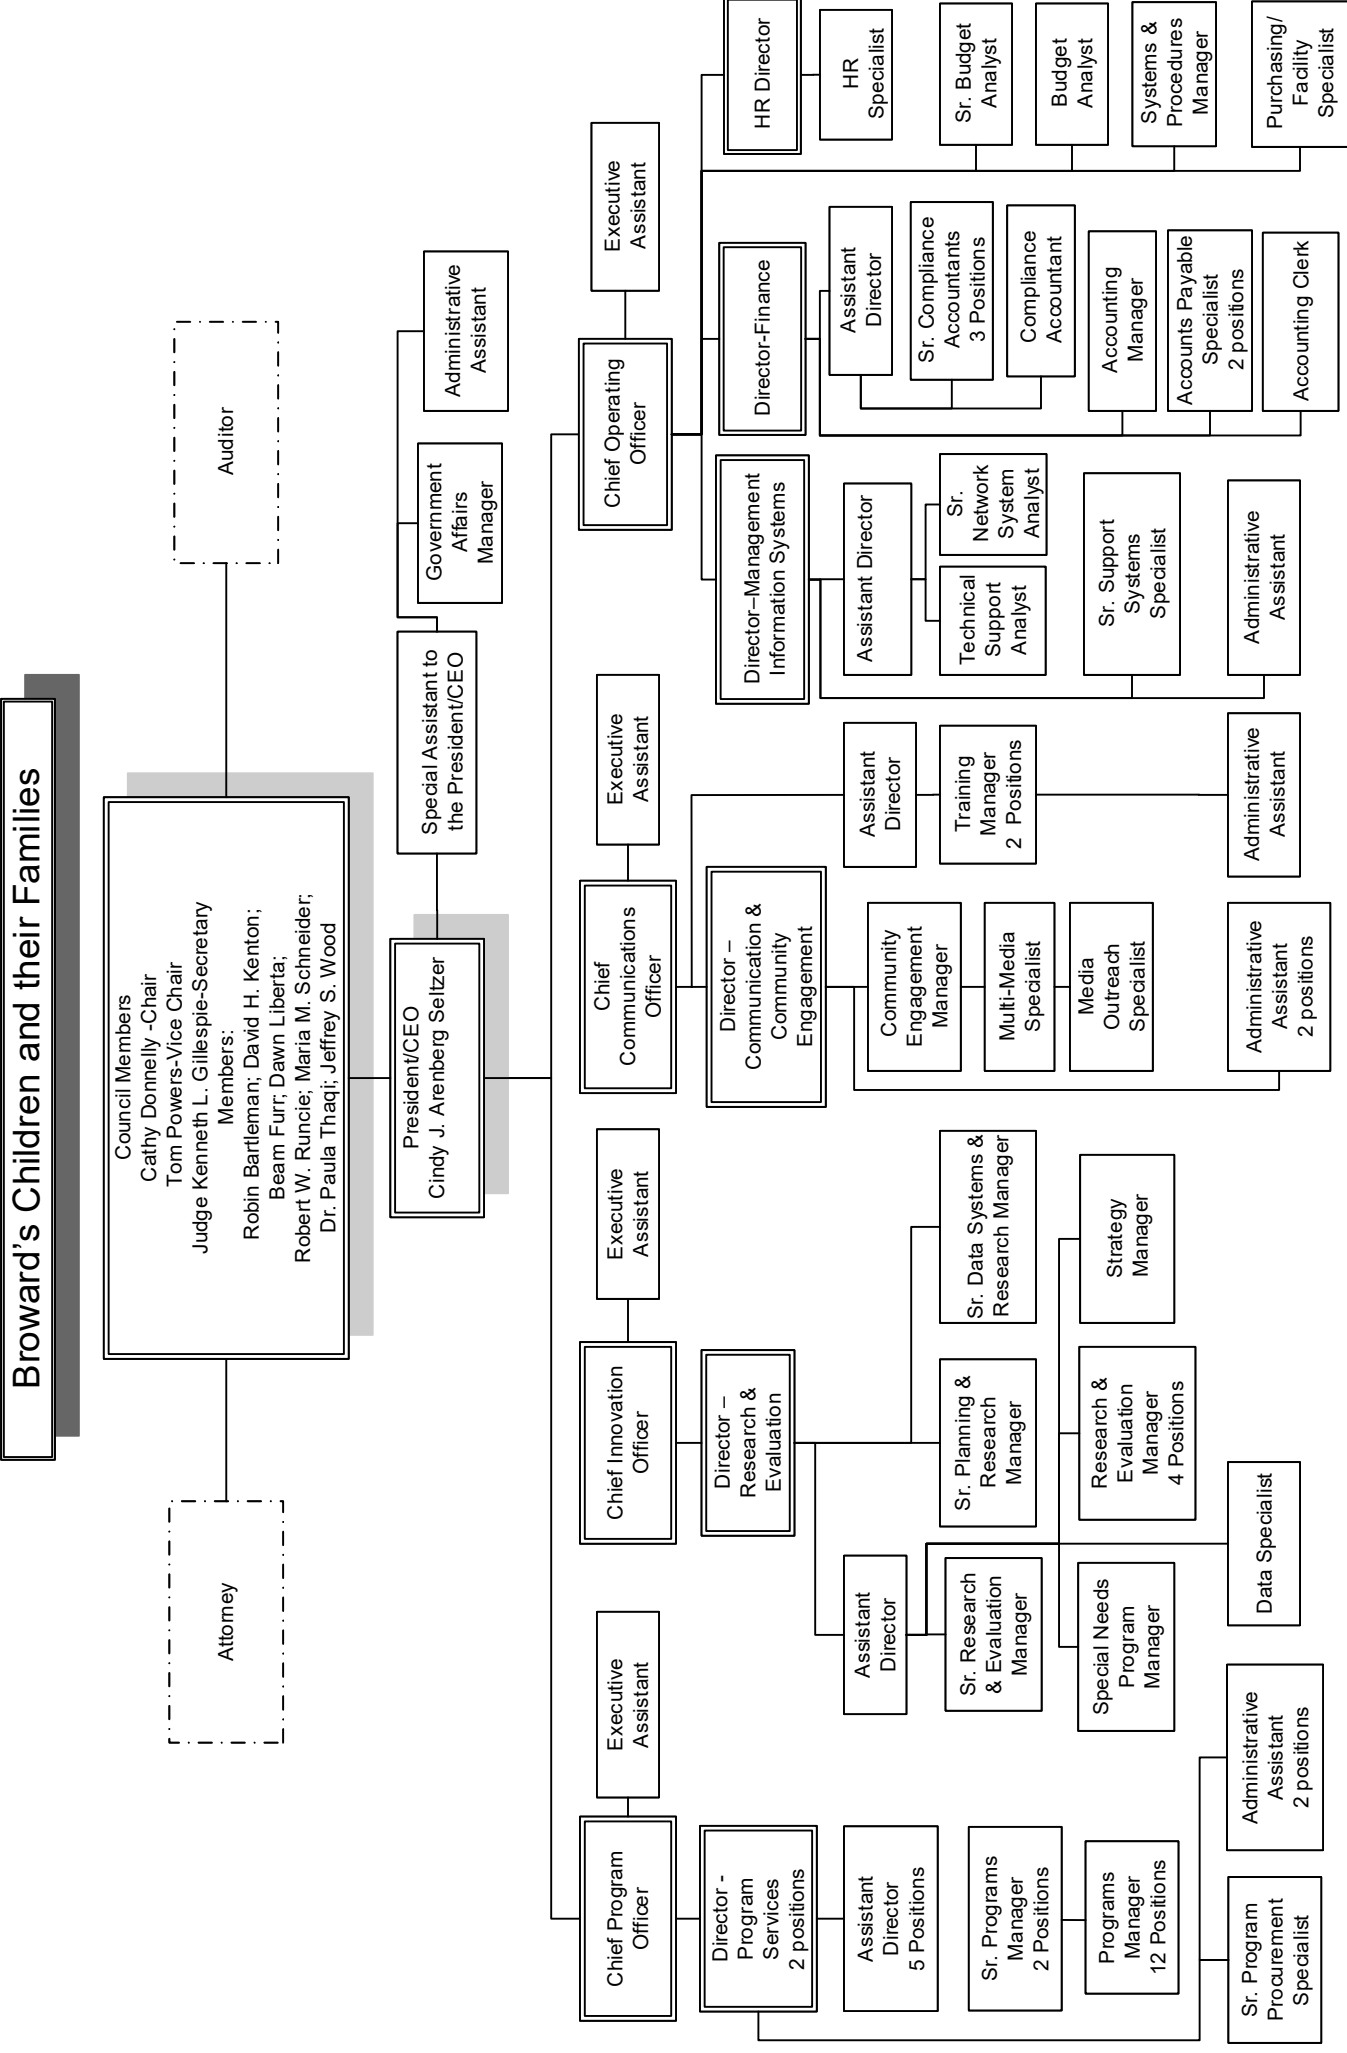 Broward's Children and their Families
Attorney
Council Members
Cathy Donnelly -Chair
Tom Powers-Vice Chair
Judge Kenneth L. Gillespie-Secretary
Members:
Robin Bartleman; David H. Kenton;
Beam Furr; Dawn Liberta;
Robert W. Runcie; Maria M. Schneider;
Dr. Paula Thaqi; Jeffrey S. Wood
Auditor
President/CEO
Cindy J. Arenberg Seltzer
Special Assistant to
the President/CEO
Government
Affairs
Manager
Administrative
Assistant
Chief Program
Officer
Executive
Assistant
Director -
Program
Services
2 positions
Assistant
Director
5 Positions
Sr. Programs
Manager
2 Positions
Programs
Manager
12 Positions
Sr. Program
Procurement
Specialist
Administrative
Assistant
2 positions
Chief Innovation
Officer
Executive
Assistant
Director –
Research &
Evaluation
Assistant
Director
Sr. Research
& Evaluation
Manager
Sr. Planning &
Research
Manager
Sr. Data Systems &
Research Manager
Special Needs
Program
Manager
Research &
Evaluation
Manager
4 Positions
Strategy
Manager
Data Specialist
Chief
Communications
Officer
Executive
Assistant
Director –
Communication &
Community
Engagement
Community
Engagement
Manager
Multi-Media
Specialist
Media
Outreach
Specialist
Administrative
Assistant
2 positions
Assistant
Director
Training
Manager
2 Positions
Administrative
Assistant
Chief Operating
Officer
Executive
Assistant
Director–Management
Information Systems
Assistant Director
Technical
Support
Analyst
Sr.
Network
System
Analyst
Sr. Support
Systems
Specialist
Administrative
Assistant
Director-Finance
Assistant
Director
Sr. Compliance
Accountants
3 Positions
Compliance
Accountant
Accounting
Manager
Accounts Payable
Specialist
2 positions
Accounting Clerk
HR Director
HR
Specialist
Sr. Budget
Analyst
Budget
Analyst
Systems &
Procedures
Manager
Purchasing/
Facility
Specialist